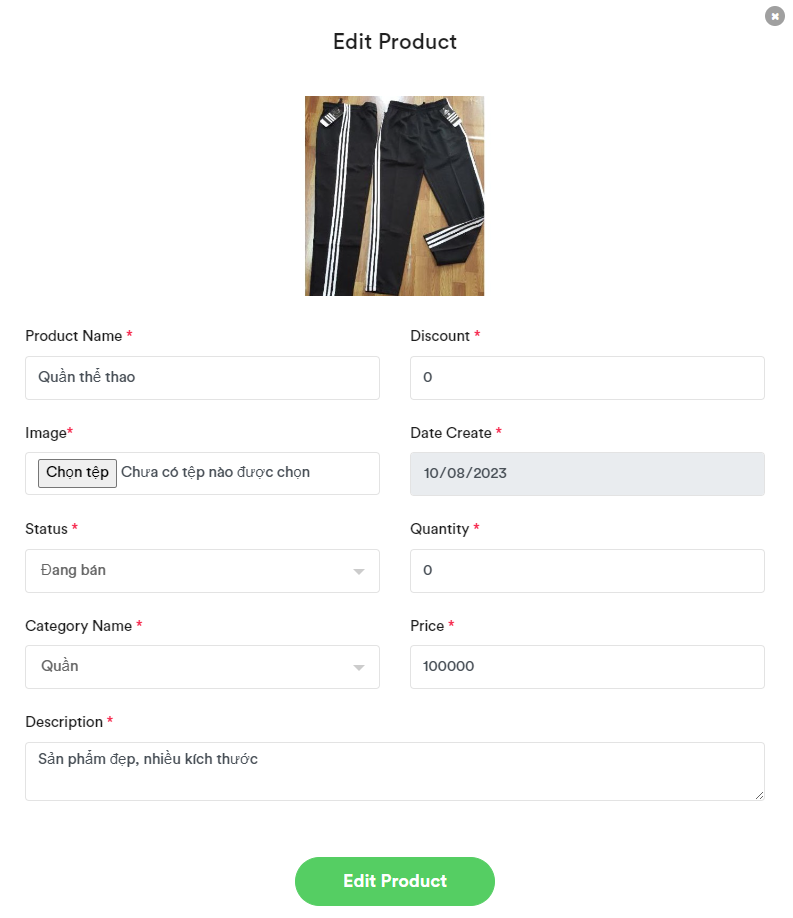 Edit Product
Product Name *
Discount *
Quần thể thao
0
Image*
Date Create *
Chọn tệp Chưa có tệp nào được chọn
10/08/2023
Status *
Quantity *
Đang bán
0
Category Name *
Price *
Quần
100000
Description *
Sản phẩm đẹp, nhiều kích thước
Edit Product